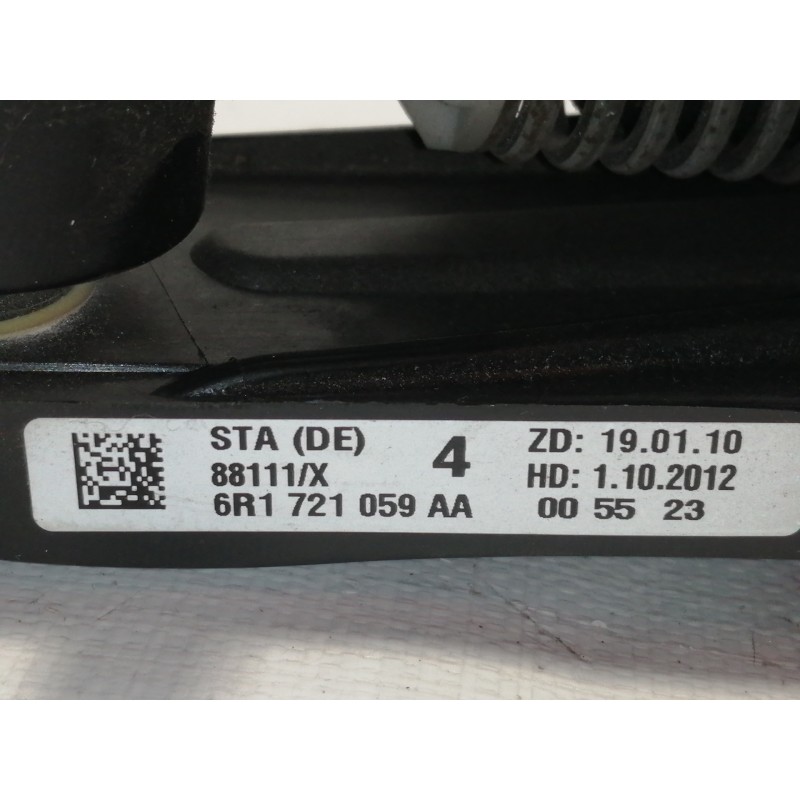 STA (DE) 4 ZD: 19.01.10
88111/X HD: 1.10.2012
6R1 721 059 AA 00 55 23